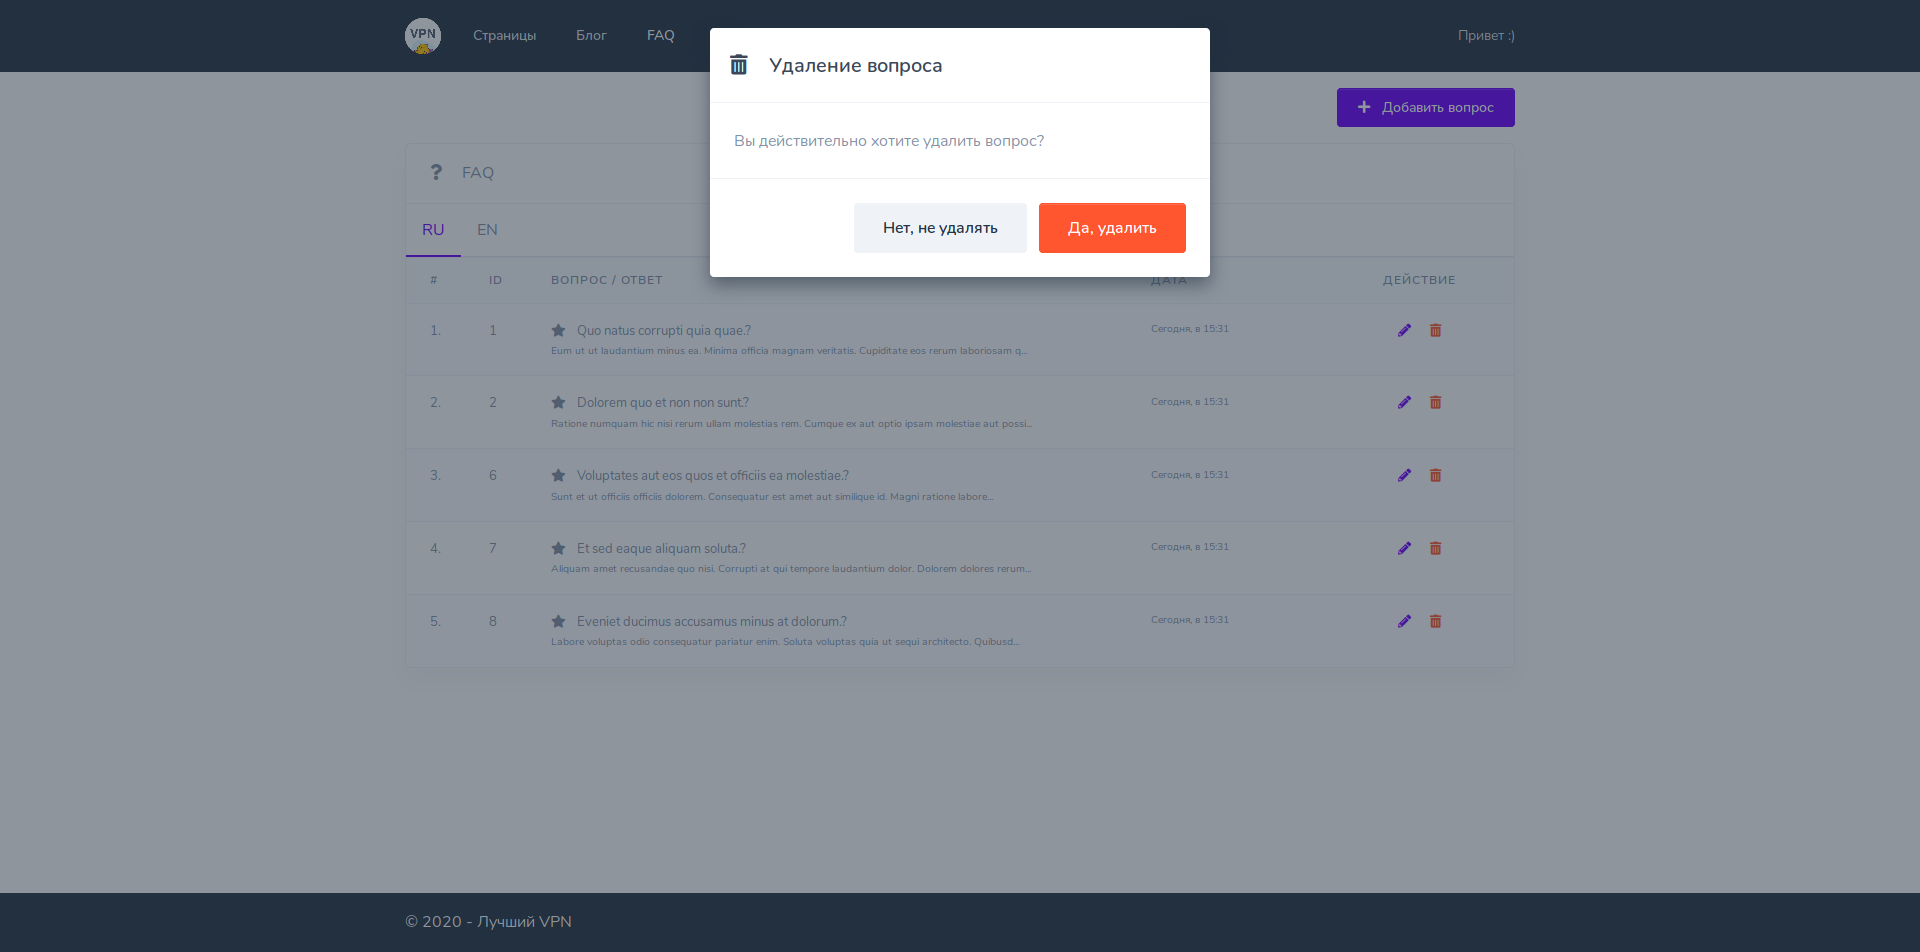 VPN
Страницы
Блог
FAQ
Привет :)
Удаление вопроса
Вы действительно хотите удалить вопрос?
Нет, не удалять
Да, удалить
Добавить вопрос
? FAQ
RU
EN
# ID ВОПРОС / ОТВЕТ ДАТА ДЕЙСТВИЕ
1. 1 Quo natus corrupti quia quae.? Сегодня, в 15:31
Eum ut ut laudantium minus ea. Minima officia magnam veritatis. Cupiditate eos rerum laboriosam q...
2. 2 Dolorem quo et non non sunt.? Сегодня, в 15:31
Ratione numquam hic nisi rerum ullam molestias rem. Cumque ex aut optio ipsam molestiae aut possi...
3. 6 Voluptates aut eos quos et officiis ea molestiae.? Сегодня, в 15:31
Sunt et ut officiis officiis dolorem. Consequatur est amet aut similique id. Magni ratione labore...
4. 7 Et sed eaque aliquam soluta.? Сегодня, в 15:31
Aliquam amet recusandae quo nisi. Corrupti at qui tempore laudantium dolor. Dolorem dolores rerum...
5. 8 Eveniet ducimus accusamus minus at dolorum.? Сегодня, в 15:31
Labore voluptas odio consequatur pariatur enim. Soluta voluptas quia ut sequi architecto. Quibusd...
© 2020 - Лучший VPN